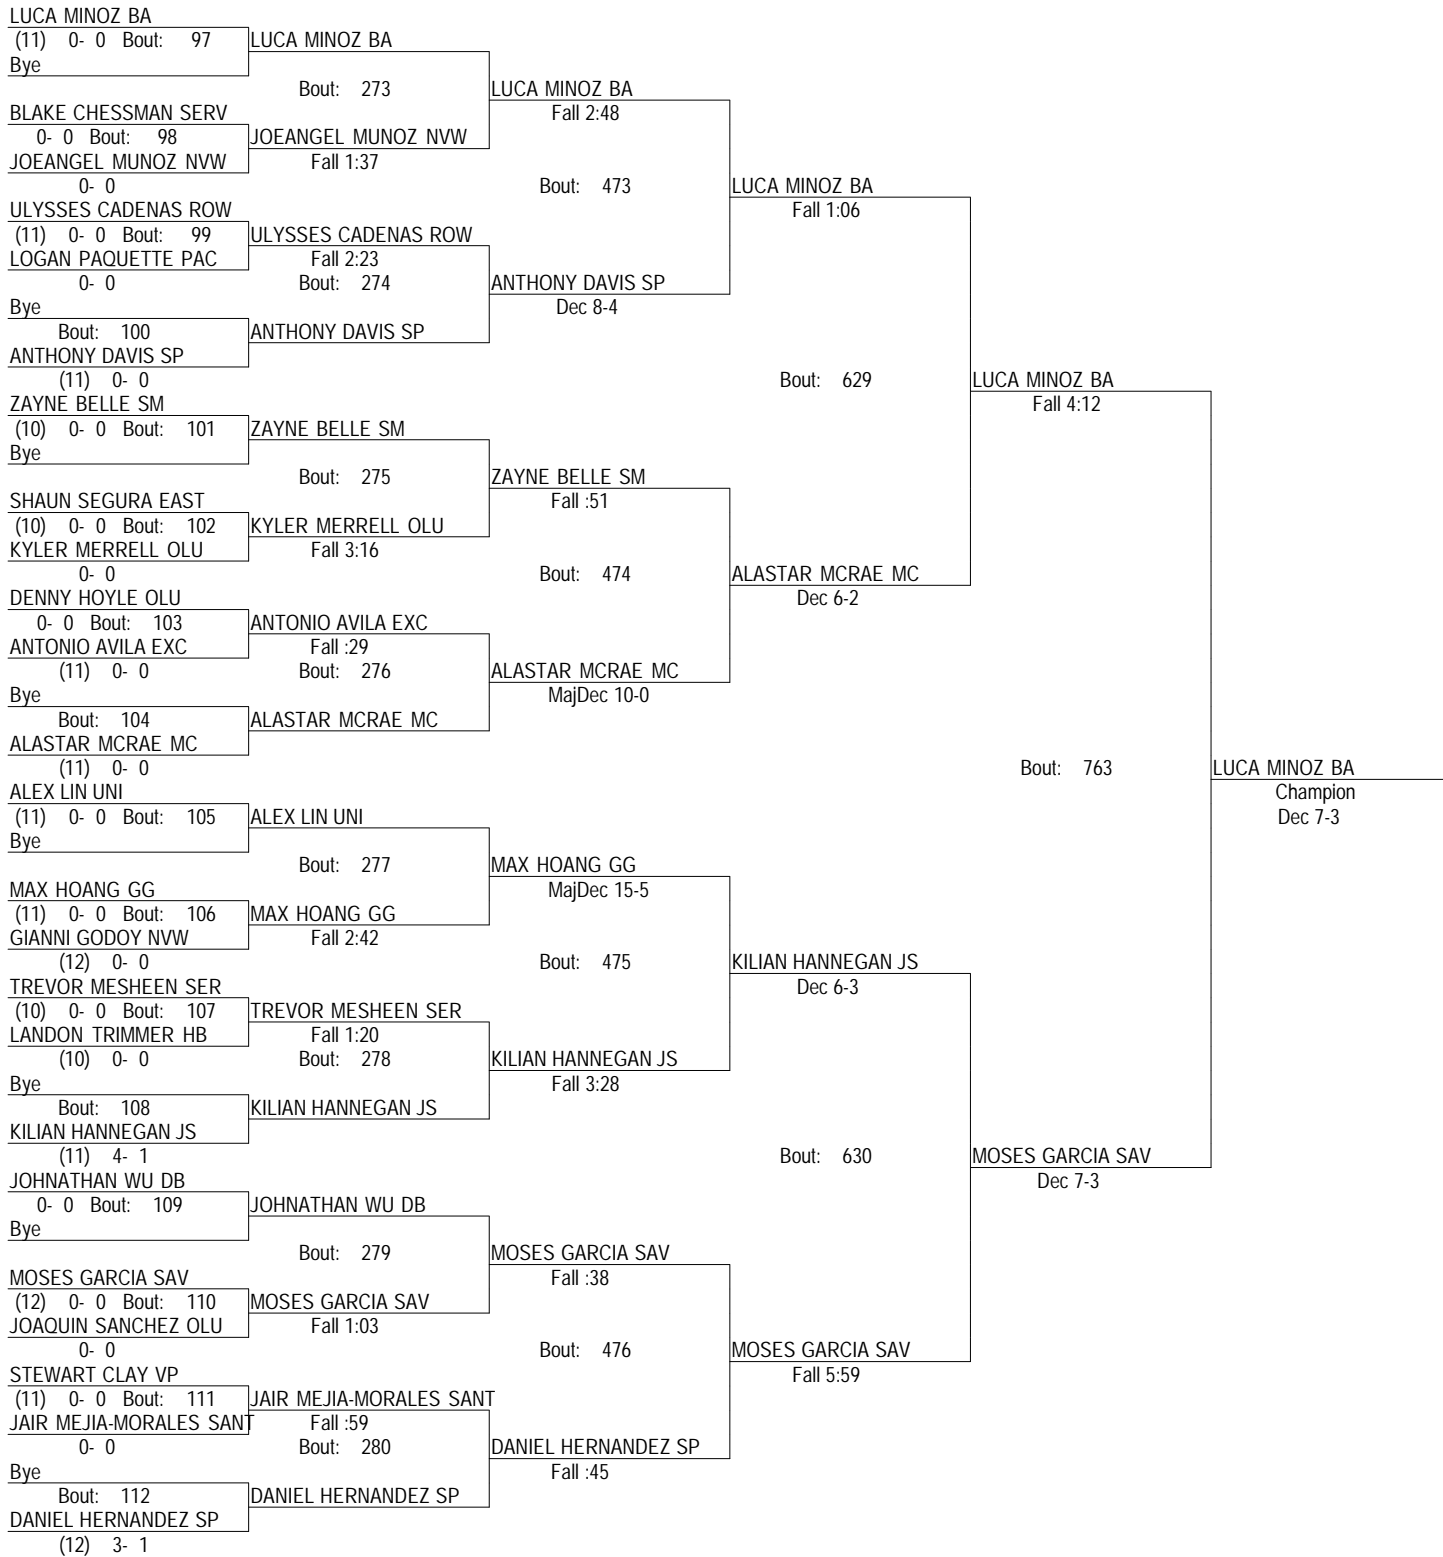 LUCA MINOZ BA
(11) 0- 0 Bout: 97
Bye
BLAKE CHESSMAN SERV
0- 0 Bout: 98
JOEANGEL MUNOZ NVW
0- 0
ULYSSES CADENAS ROW
(11) 0- 0 Bout: 99
LOGAN PAQUETTE PAC
0- 0
Bye
Bout: 100
ANTHONY DAVIS SP
(11) 0- 0
ZAYNE BELLE SM
(10) 0- 0 Bout: 101
Bye
SHAUN SEGURA EAST
(10) 0- 0 Bout: 102
KYLER MERRELL OLU
0- 0
DENNY HOYLE OLU
0- 0 Bout: 103
ANTONIO AVILA EXC
(11) 0- 0
Bye
Bout: 104
ALASTAR MCRAE MC
(11) 0- 0
ALEX LIN UNI
(11) 0- 0 Bout: 105
Bye
MAX HOANG GG
(11) 0- 0 Bout: 106
GIANNI GODOY NVW
(12) 0- 0
TREVOR MESHEEN SER
(10) 0- 0 Bout: 107
LANDON TRIMMER HB
(10) 0- 0
Bye
Bout: 108
KILIAN HANNEGAN JS
(11) 4- 1
JOHNATHAN WU DB
0- 0 Bout: 109
Bye
MOSES GARCIA SAV
(12) 0- 0 Bout: 110
JOAQUIN SANCHEZ OLU
0- 0
STEWART CLAY VP
(11) 0- 0 Bout: 111
JAIR MEJIA-MORALES SANT
0- 0
Bye
Bout: 112
DANIEL HERNANDEZ SP
(12) 3- 1
LUCA MINOZ BA
Bout: 273
JOEANGEL MUNOZ NVW
Fall 1:37
ULYSSES CADENAS ROW
Fall 2:23
Bout: 274
ANTHONY DAVIS SP
ZAYNE BELLE SM
Bout: 275
KYLER MERRELL OLU
Fall 3:16
ANTONIO AVILA EXC
Fall :29
Bout: 276
ALASTAR MCRAE MC
ALEX LIN UNI
Bout: 277
MAX HOANG GG
Fall 2:42
TREVOR MESHEEN SER
Fall 1:20
Bout: 278
KILIAN HANNEGAN JS
JOHNATHAN WU DB
Bout: 279
MOSES GARCIA SAV
Fall 1:03
JAIR MEJIA-MORALES SANT
Fall :59
Bout: 280
DANIEL HERNANDEZ SP
LUCA MINOZ BA
Fall 2:48
Bout: 473
ANTHONY DAVIS SP
Dec 8-4
ZAYNE BELLE SM
Fall :51
Bout: 474
ALASTAR MCRAE MC
MajDec 10-0
MAX HOANG GG
MajDec 15-5
Bout: 475
KILIAN HANNEGAN JS
Fall 3:28
MOSES GARCIA SAV
Fall :38
Bout: 476
DANIEL HERNANDEZ SP
Fall :45
LUCA MINOZ BA
Fall 1:06
Bout: 629
ALASTAR MCRAE MC
Dec 6-2
KILIAN HANNEGAN JS
Dec 6-3
Bout: 630
MOSES GARCIA SAV
Fall 5:59
LUCA MINOZ BA
Fall 4:12
Bout: 763
MOSES GARCIA SAV
Dec 7-3
LUCA MINOZ BA
Champion
Dec 7-3